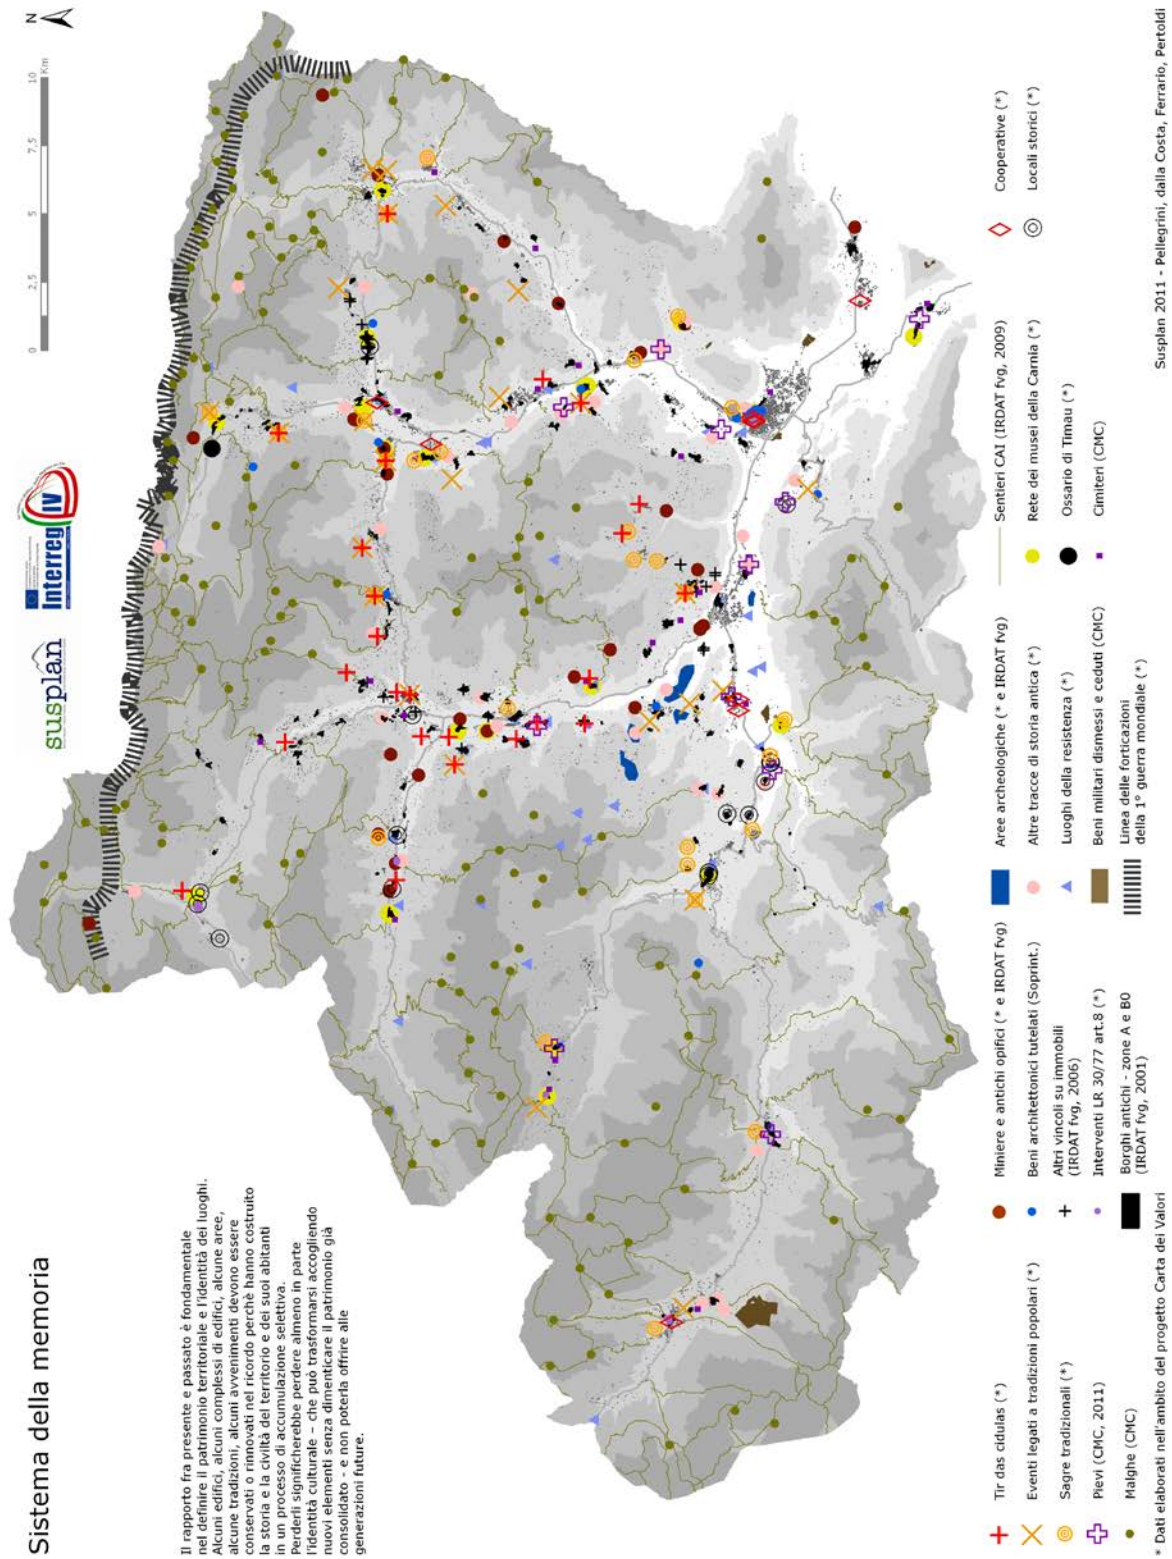 Sistema della memoria
Il rapporto fra presente e passato è fondamentale
nel definire il patrimonio territoriale e l'identità dei luoghi.
Alcuni edifici, alcuni complessi di edifici, alcune aree,
alcune tradizioni, alcuni avvenimenti devono essere
conservati o rinnovati nel ricordo perchè hanno costruito
la storia e la civiltà del territorio e dei suoi abitanti
in un processo di accumulazione selettiva.
Perderli significherebbe perdere almeno in parte
l'identità culturale – che può trasformarsi accogliendo
nuovi elementi senza dimenticare il patrimonio già
consolidato - e non poterla offrire alle
generazioni future.
susplan
Interreg IV
0 2,5 5 7,5 10
Km
N
Tir das cidulas (*)
Eventi legati a tradizioni popolari (*)
Sagre tradizionali (*)
Pievi (CMC, 2011)
Malghe (CMC)
Miniere e antichi opifici (* e IRDAT fvg)
Beni architettonici tutelati (Soprint.)
Altri vincoli su immobili
(IRDAT fvg, 2006)
Interventi LR 30/77 art.8 (*)
Borghi antichi - zone A e B0
(IRDAT fvg, 2001)
Aree archeologiche (* e IRDAT fvg)
Altre tracce di storia antica (*)
Luoghi della resistenza (*)
Beni militari dismessi e ceduti (CMC)
Linea delle forticazioni
della 1° guerra mondiale (*)
Sentieri CAI (IRDAT fvg, 2009)
Rete dei musei della Carnia (*)
Ossario di Timau (*)
Cimiteri (CMC)
Cooperative (*)
Locali storici (*)
* Dati elaborati nell'ambito del progetto Carta dei Valori
Susplan 2011 - Pellegrini, dalla Costa, Ferrario, Pertoldi